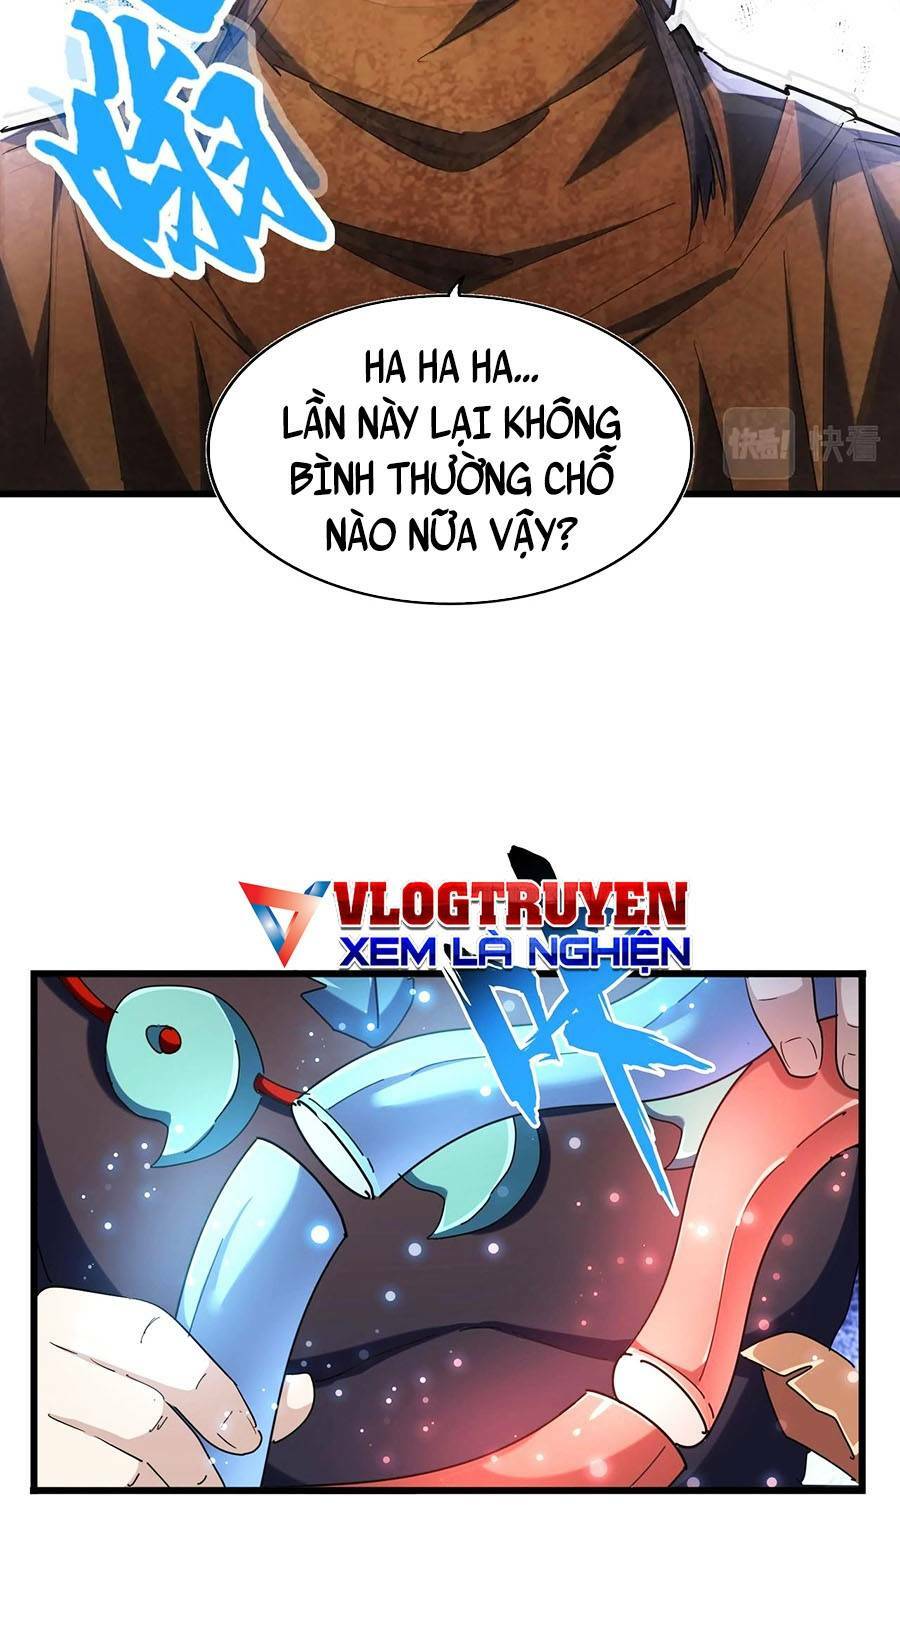 HA HA HA...
LẦN NÀY LẠI KHÔNG
BÌNH THƯỜNG CHỖ
NÀO NỮA VẬY?
快看! 快看
VLOGTRUYEN
XEM LÀ NGHIỆN